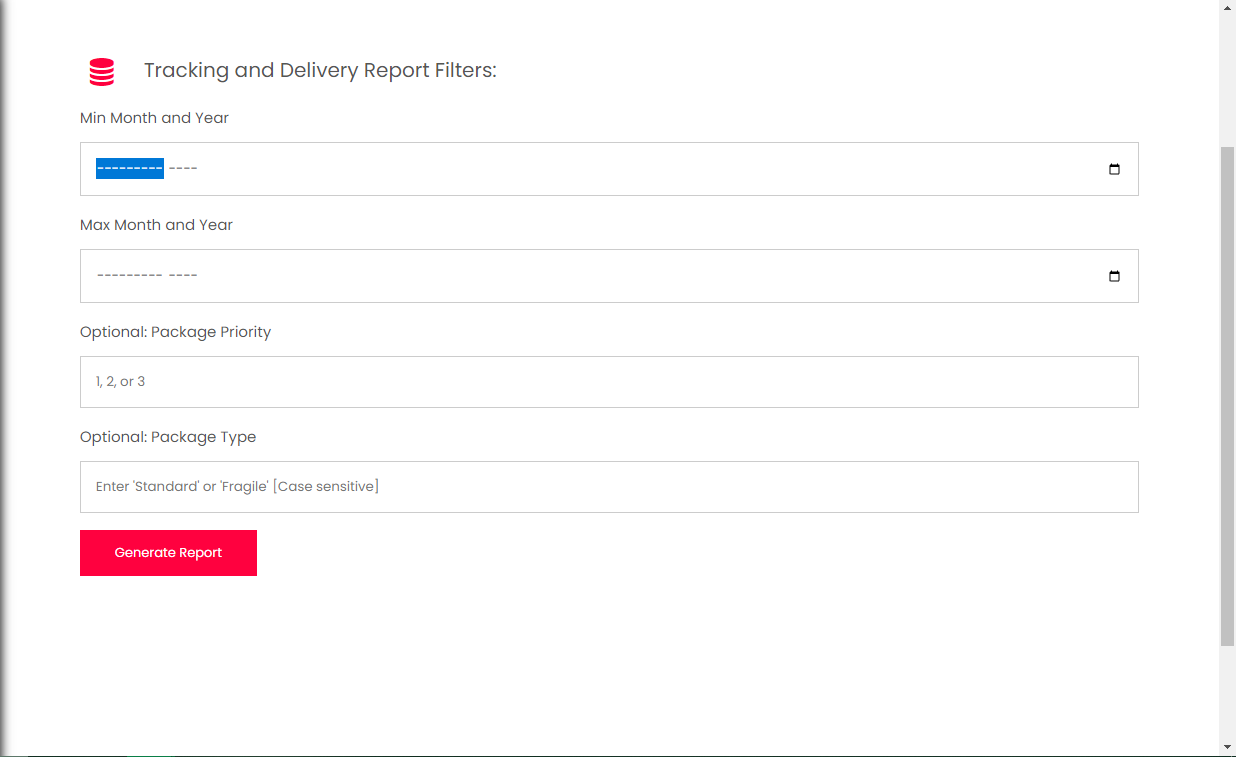 Tracking and Delivery Report Filters:
Min Month and Year
--------- ----
Max Month and Year
--------- ----
Optional: Package Priority
1, 2, or 3
Optional: Package Type
Enter 'Standard' or 'Fragile' [Case sensitive]
Generate Report